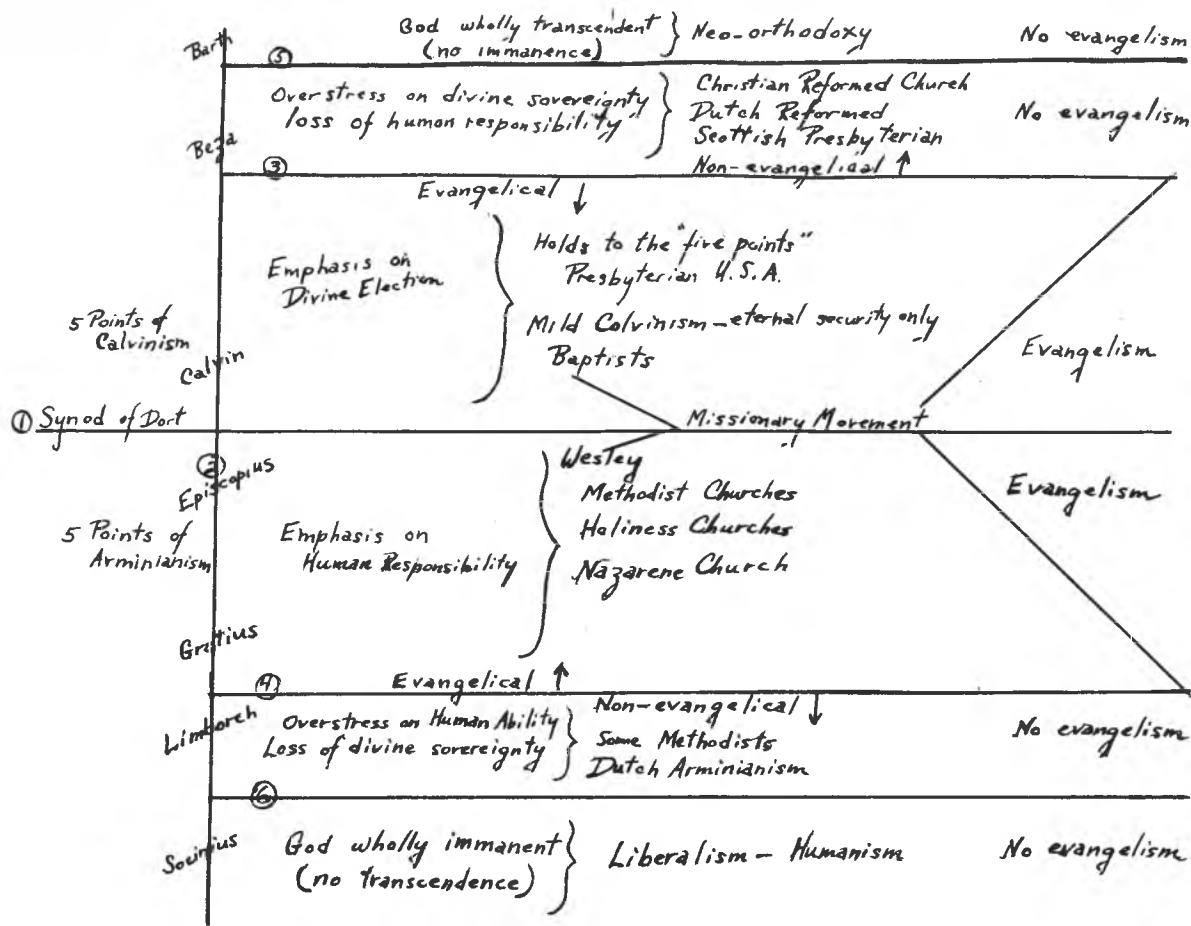 Barth
⑤
God wholly transcendent
(no immanence)
Neo-orthodoxy
No evangelism
Beza
Overstress on divine sovereignty
loss of human responsibility
Christian Reformed Church
Dutch Reformed
Scottish Presbyterian
No evangelism
③
Non-evangelical ↑
Evangelical ↓
Emphasis on
Divine Election
Holds to the "five points"
Presbyterian U.S.A.
Mild Calvinism - eternal security only
Baptists
5 Points of
Calvinism
Calvin
Evangelism
① Synod of Dort
Missionary Movement
②
Episcopius
5 Points of
Arminianism
Emphasis on
Human Responsibility
Wesley
Methodist Churches
Holiness Churches
Nazarene Church
Evangelism
Grotius
④
Evangelical ↑
Non-evangelical ↓
Limborch
Overstress on Human Ability
Loss of divine sovereignty
Some Methodists
Dutch Arminianism
No evangelism
⑥
Socinius
God wholly immanent
(no transcendence)
Liberalism - Humanism
No evangelism